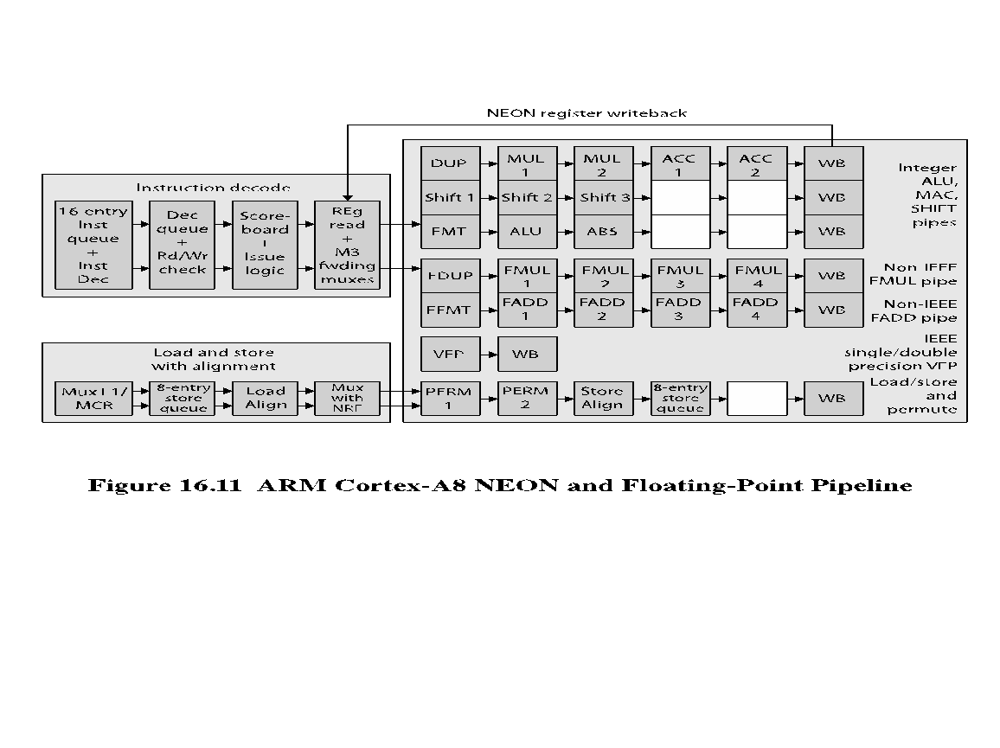 NEON register writeback
Instruction decode
16 entry
Inst
queue
+
Inst
Dec
Dec
queue
+
Rd/Wr
check
Score-
board
+
Issue
logic
REg
read
+
M3
fwding
muxes
DUP
MUL
1
MUL
2
ACC
1
ACC
2
WB
Shift 1
Shift 2
Shift 3
WB
FMT
ALU
ABS
WB
Integer
ALU,
MAC,
SHIFT
pipes
FDUP
FMUL
1
FMUL
2
FMUL
3
FMUL
4
WB
Non-IEEE
FMUL pipe
FFMT
FADD
1
FADD
2
FADD
3
FADD
4
WB
Non-IEEE
FADD pipe
VFP
WB
IEEE
single/double
precision VFP
Load and store
with alignment
Mux L1/
MCR
8-entry
store
queue
Load
Align
Mux
with
NRF
PERM
1
PERM
2
Store
Align
8-entry
store
queue
WB
Load/store
and
permute
Figure 16.11 ARM Cortex-A8 NEON and Floating-Point Pipeline